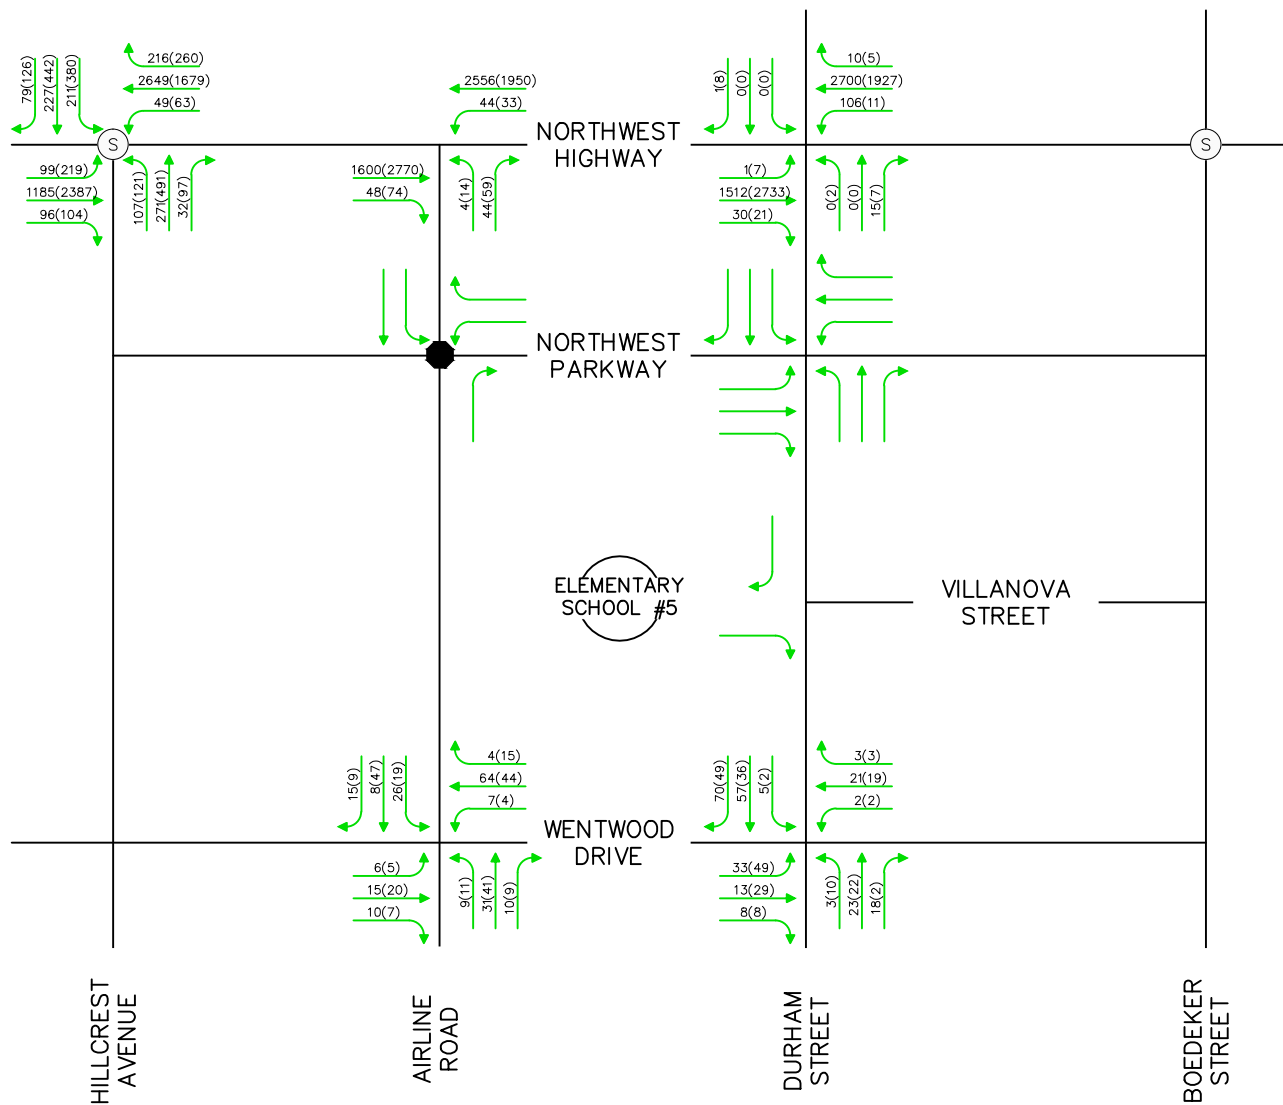 79(126)
227(442)
211(380)
216(260)
2649(1679)
49(63)
S
99(219)
1185(2387)
96(104)
107(121)
271(491)
32(97)
2556(1950)
44(33)
1600(2770)
48(74)
4(14)
44(59)
NORTHWEST
HIGHWAY
1(8)
0(0)
0(0)
10(5)
2700(1927)
106(11)
1(7)
1512(2733)
30(21)
0(2)
0(0)
15(7)
S
NORTHWEST
PARKWAY
ELEMENTARY
SCHOOL #5
VILLANOVA
STREET
15(9)
8(47)
26(19)
4(15)
64(44)
7(4)
6(5)
15(20)
10(7)
9(11)
31(41)
10(9)
WENTWOOD
DRIVE
70(49)
57(36)
5(2)
3(3)
21(19)
2(2)
33(49)
13(29)
8(8)
3(10)
23(22)
18(2)
HILLCREST
AVENUE
AIRLINE
ROAD
DURHAM
STREET
BOEDEKER
STREET